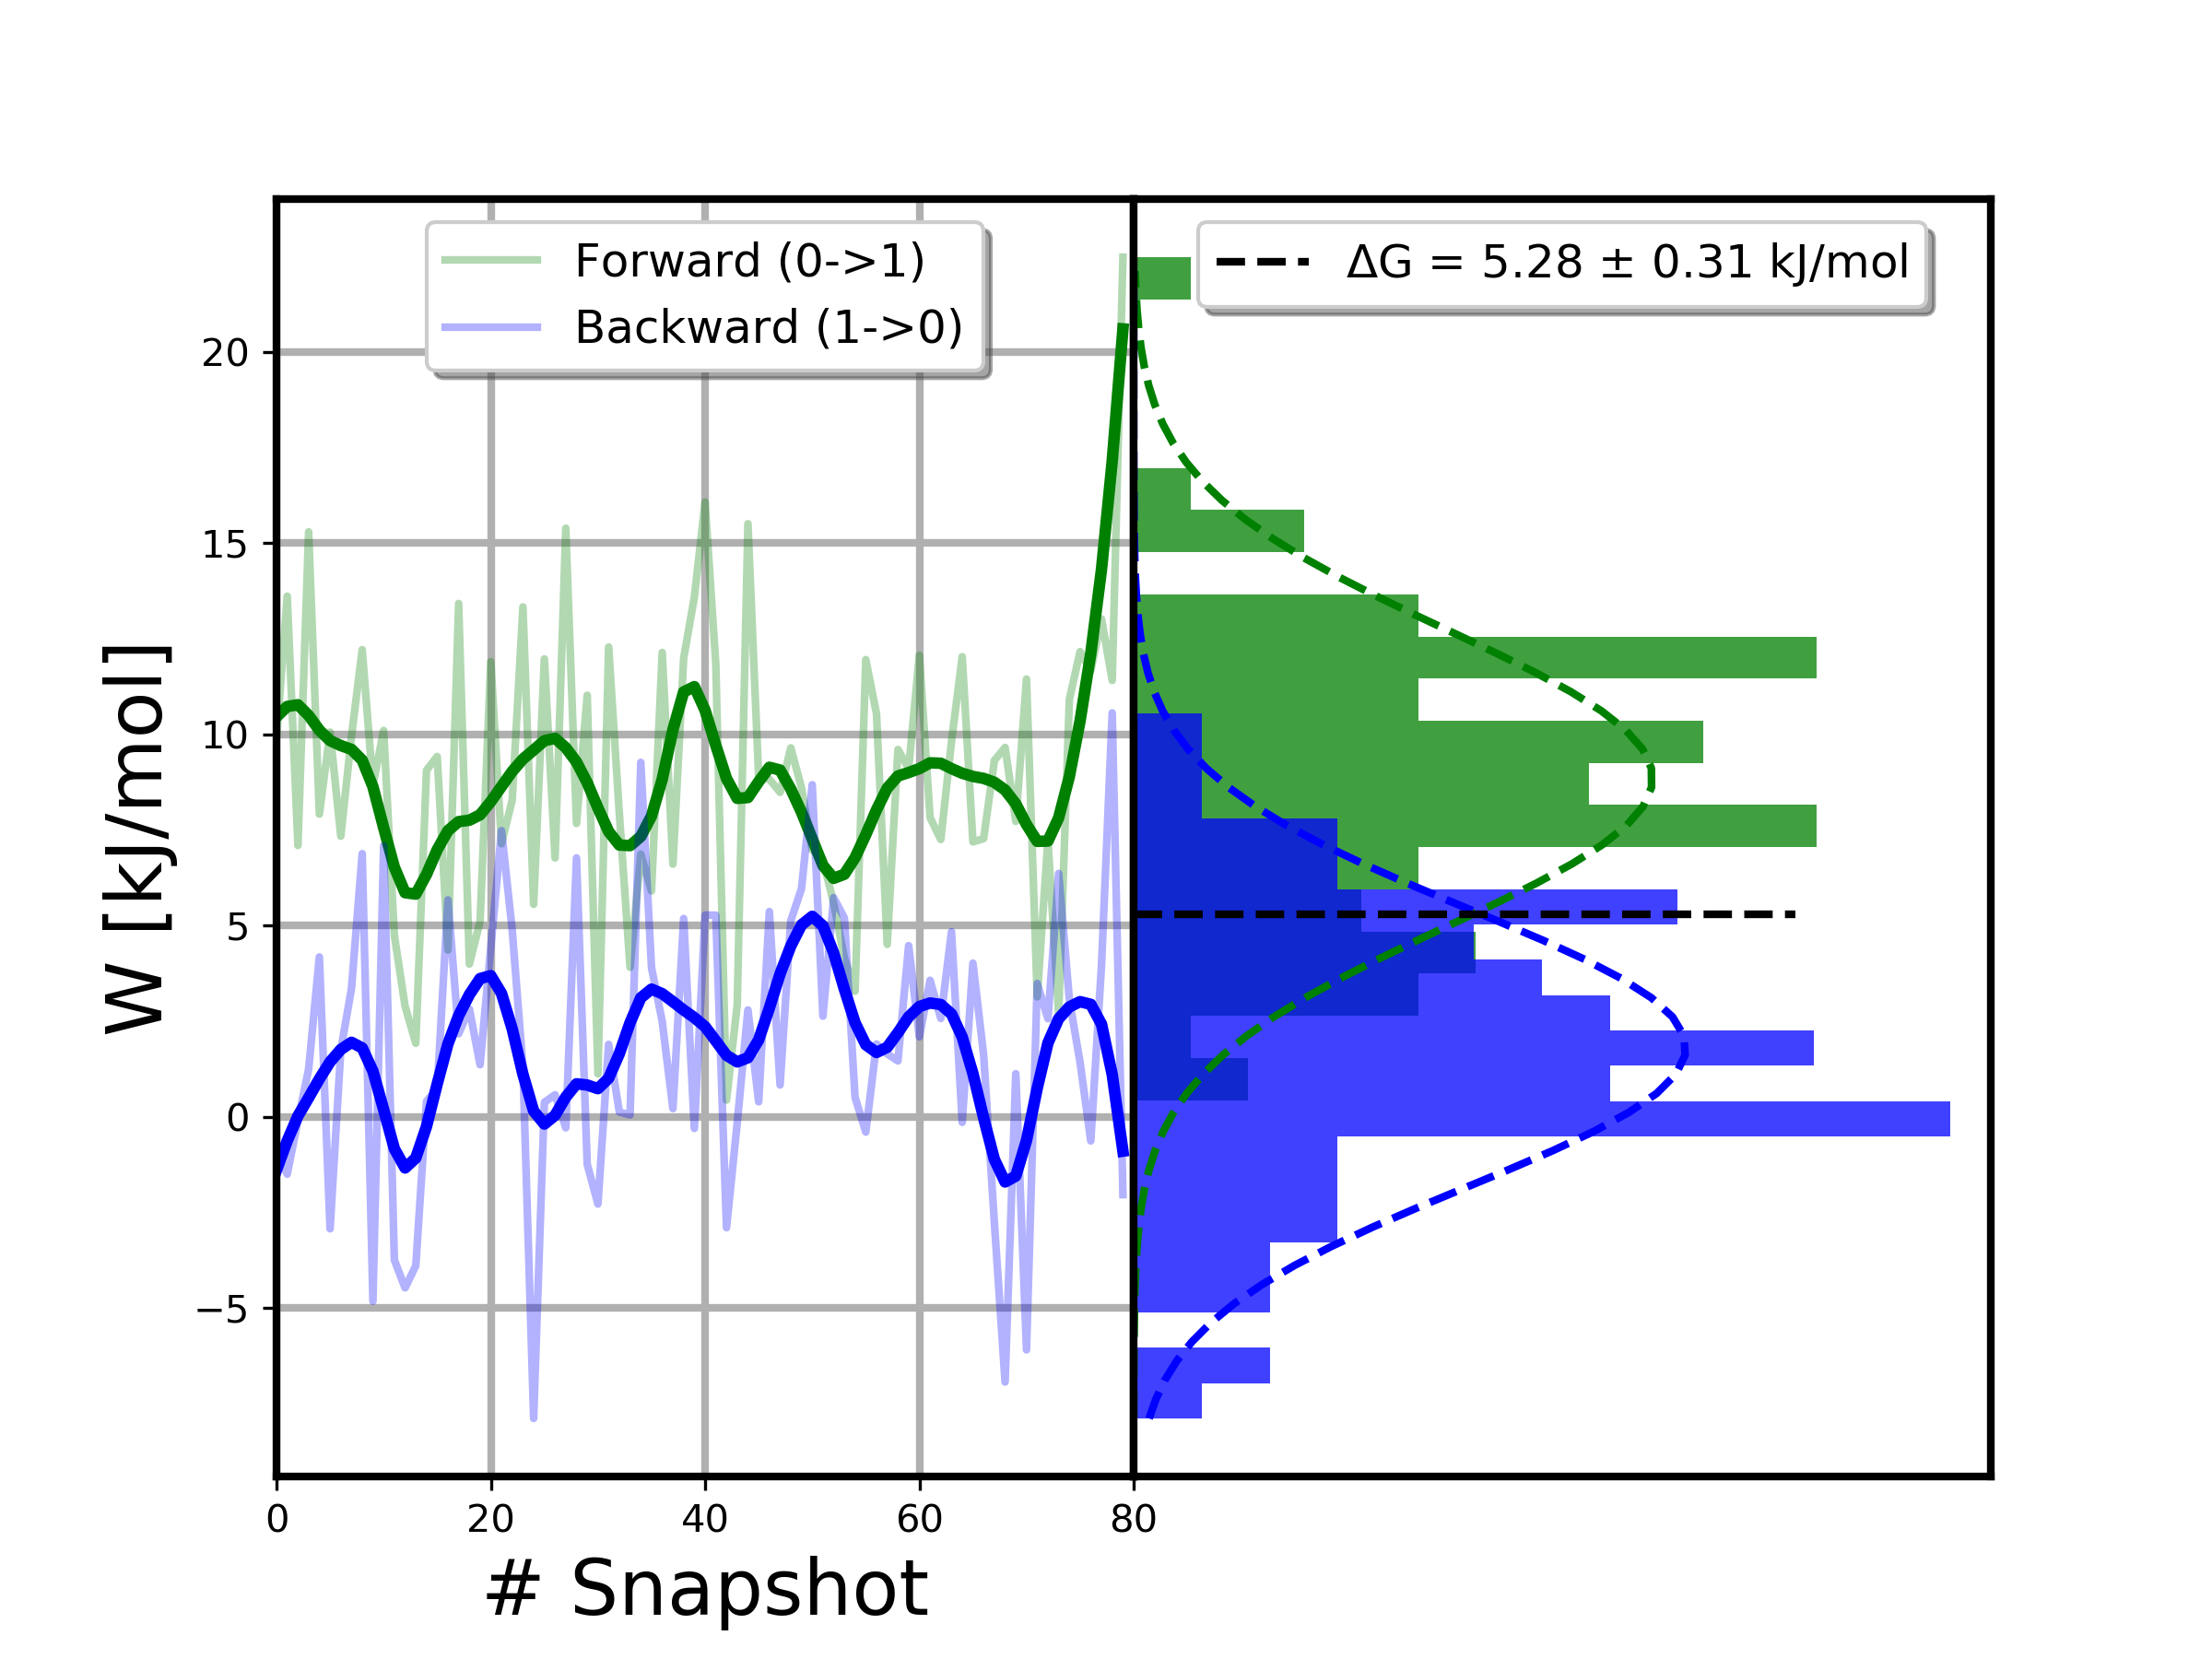 Forward (0->1)
Backward (1->0)
ΔG = 5.28 ± 0.31 kJ/mol
W [kJ/mol]
20
15
10
5
0
−5
0 20 40 60 80
# Snapshot